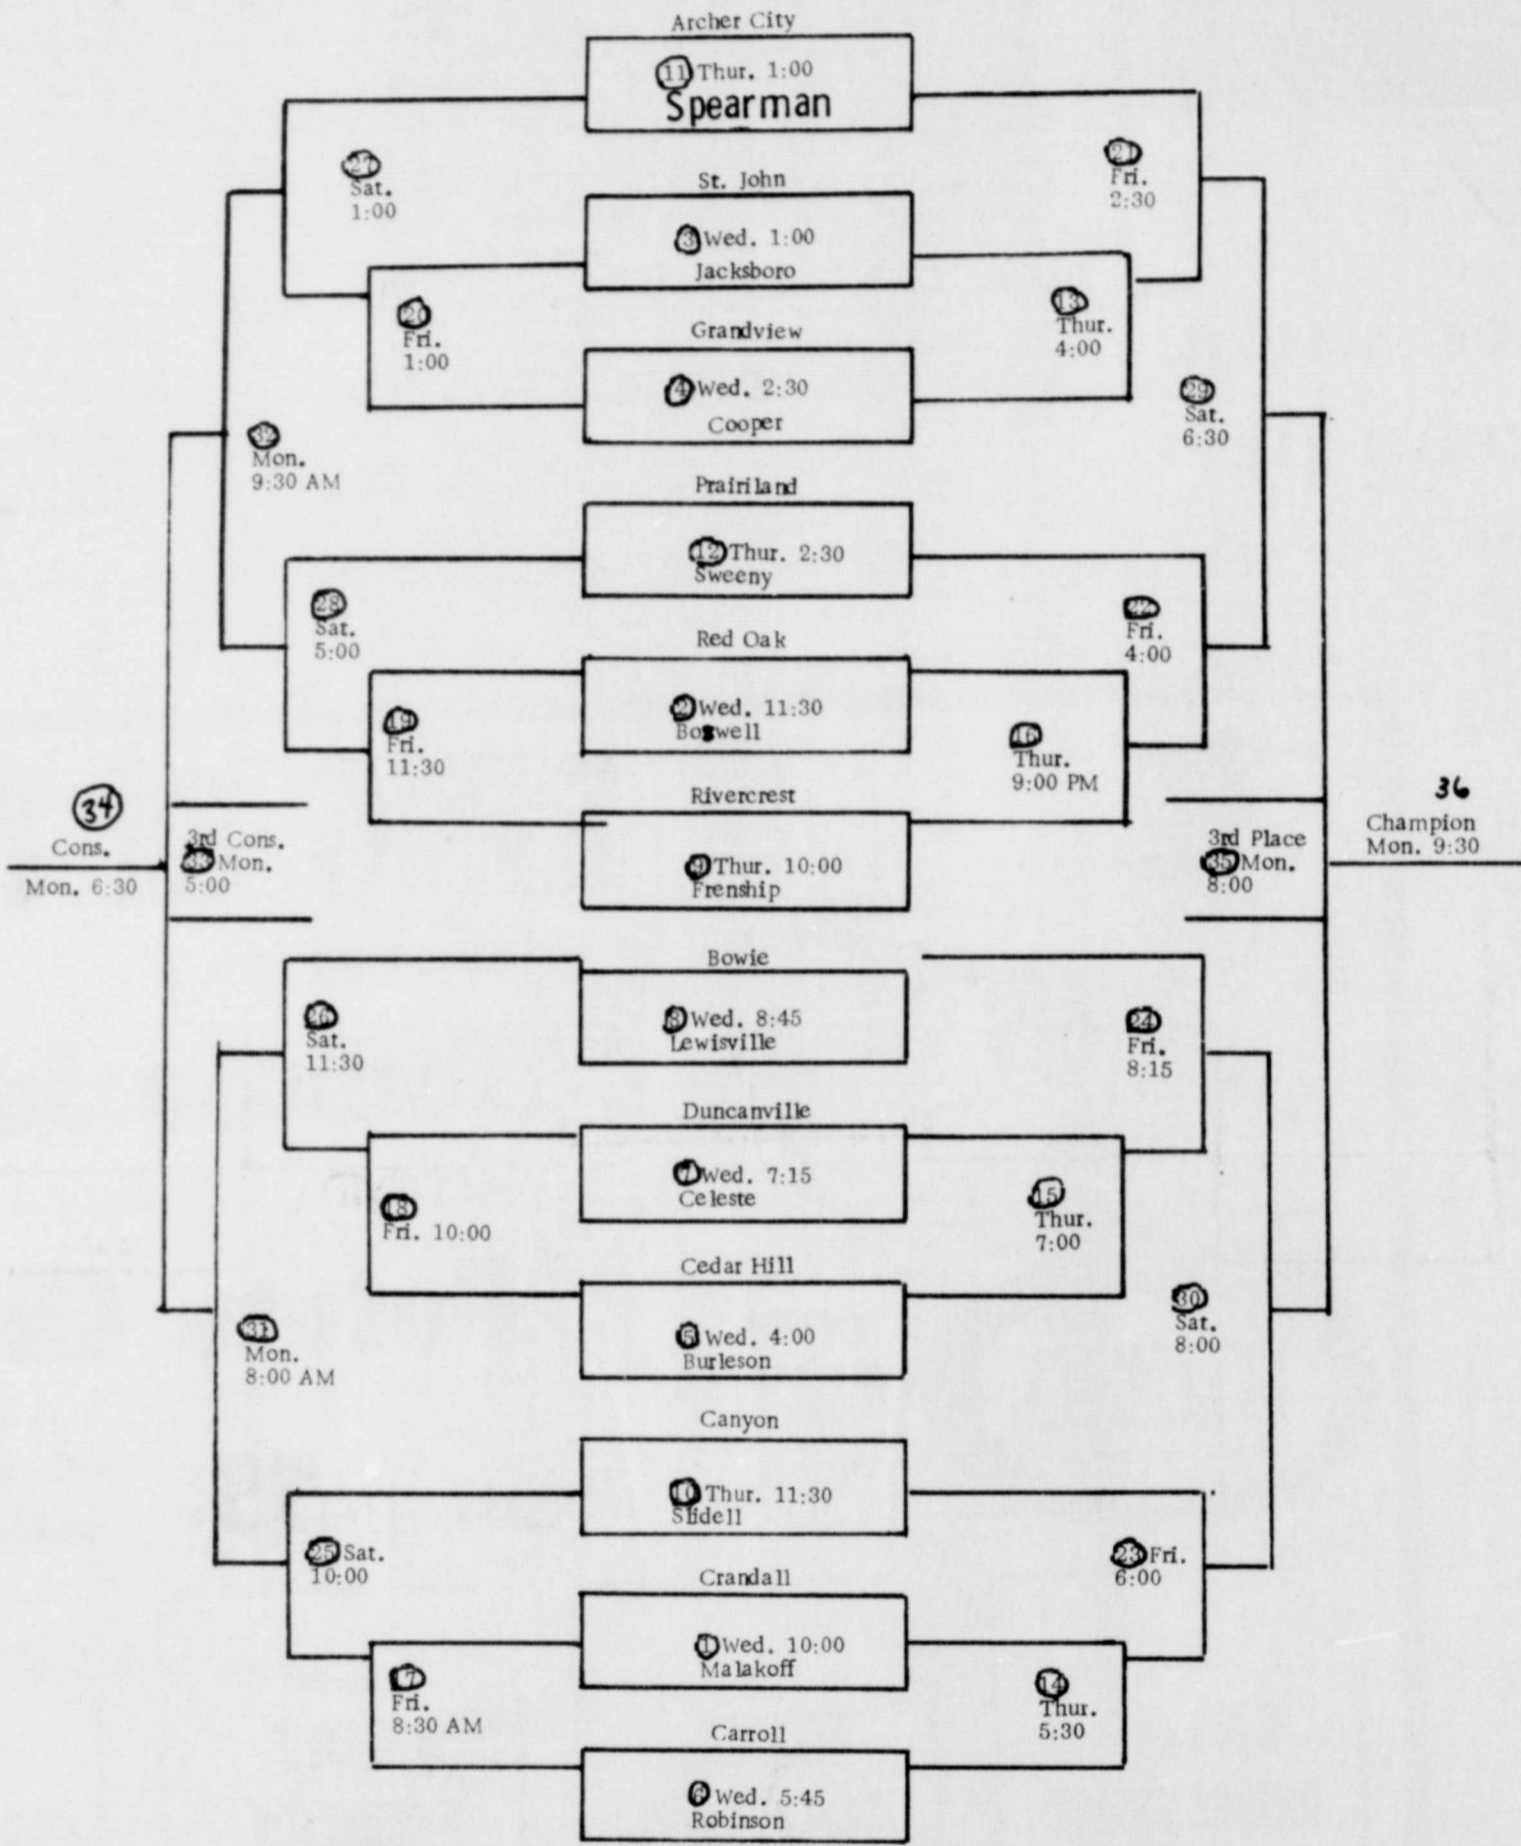 Archer City
11 Thur. 1:00
Spearman
27
Sat.
1:00
21
Fri.
2:30
St. John
3 Wed. 1:00
Jacksboro
20
Fri.
1:00
13
Thur.
4:00
Grandview
4 Wed. 2:30
Cooper
29
Sat.
6:30
32
Mon.
9:30 AM
Prairiland
12 Thur. 2:30
Sweeny
28
Sat.
5:00
22
Fri.
4:00
Red Oak
2 Wed. 11:30
19
Fri.
11:30
16
Thur.
9:00 PM
Rivercrest
9 Thur. 10:00
Frenship
34
Cons.
Mon. 6:30
3rd Cons.
33 Mon.
5:00
3rd Place
35 Mon.
8:00
36
Champion
Mon. 9:30
Bowie
8 Wed. 8:45
Lewisville
26
Sat.
11:30
24
Fri.
8:15
Duncanville
7 Wed. 7:15
Celeste
18
Fri. 10:00
15
Thur.
7:00
Cedar Hill
5 Wed. 4:00
Burleson
31
Mon.
8:00 AM
30
Sat.
8:00
Canyon
10 Thur. 11:30
Slidell
25 Sat.
10:00
23 Fri.
6:00
Crandall
1 Wed. 10:00
Malakoff
17
Fri.
8:30 AM
14
Thur.
5:30
Carroll
6 Wed. 5:45
Robinson